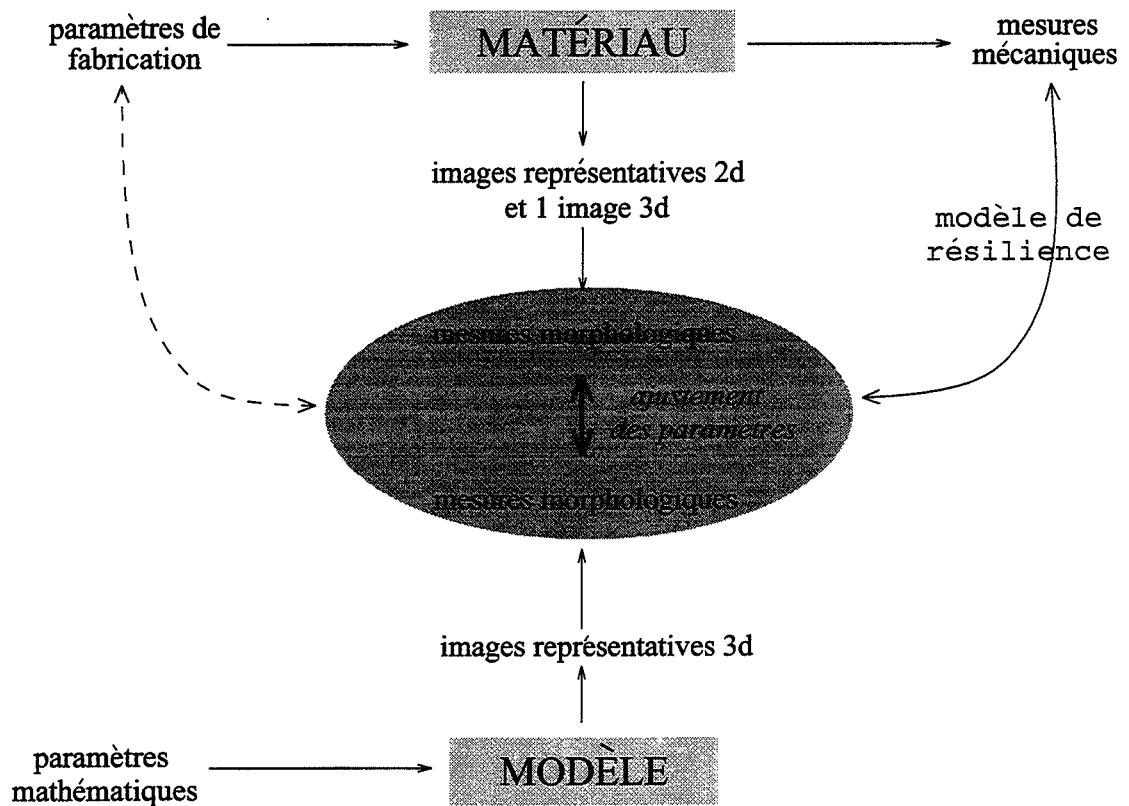 paramètres de
fabrication
MATÉRIAU
mesures
mécaniques
images représentatives 2d
et 1 image 3d
modèle de
résilience
mesures morphologiques
ajustement
des paramètres
mesures morphologiques
images représentatives 3d
paramètres
mathématiques
MODÈLE